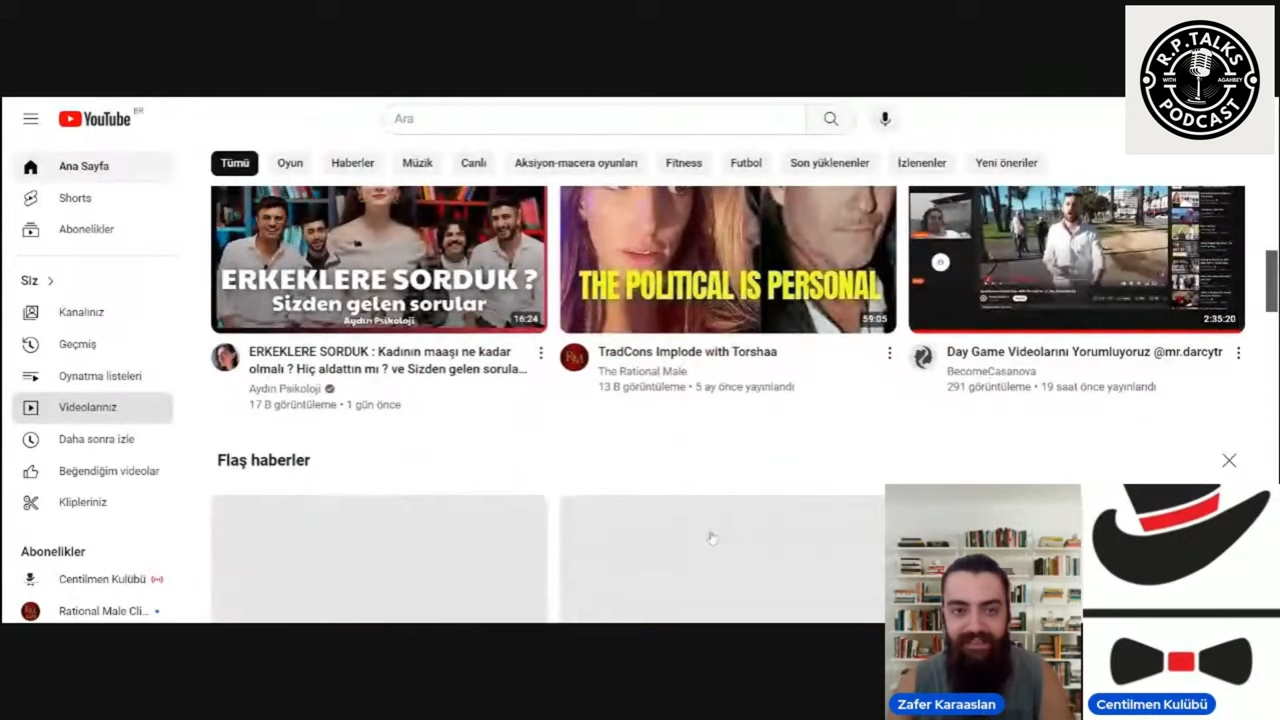 R.P.TALKS
WITH
AGAHBEY
PODCAST
YouTube BR
Ara
Ana Sayfa
Shorts
Abonelikler
Siz
Kanalınız
Geçmiş
Oynatma listeleri
Videolarınız
Daha sonra izle
Beğendiğim videolar
Klipleriniz
Abonelikler
Centilmen Kulübü
Rational Male Cli...
Tümü
Oyun
Haberler
Müzik
Canlı
Aksiyon-macera oyunları
Fitness
Futbol
Son yüklenenler
İzlenenler
Yeni öneriler
ERKEKLERE SORDUK ?
Sizden gelen sorular
Aydın Psikoloji
16:24
ERKEKLERE SORDUK : Kadının maaşı ne kadar
olmalı ? Hiç aldattın mı ? ve Sizden gelen sorula...
Aydın Psikoloji
17 B görüntüleme • 1 gün önce
THE POLITICAL IS PERSONAL
59:05
RM
TradCons Implode with Torshaa
The Rational Male
13 B görüntüleme • 5 ay önce yayınlandı
2:35:20
Day Game Videolarını Yorumluyoruz @mr.darcytr
BecomeCasanova
291 görüntüleme • 19 saat önce yayınlandı
Flaş haberler
Zafer Karaaslan
Centilmen Kulübü